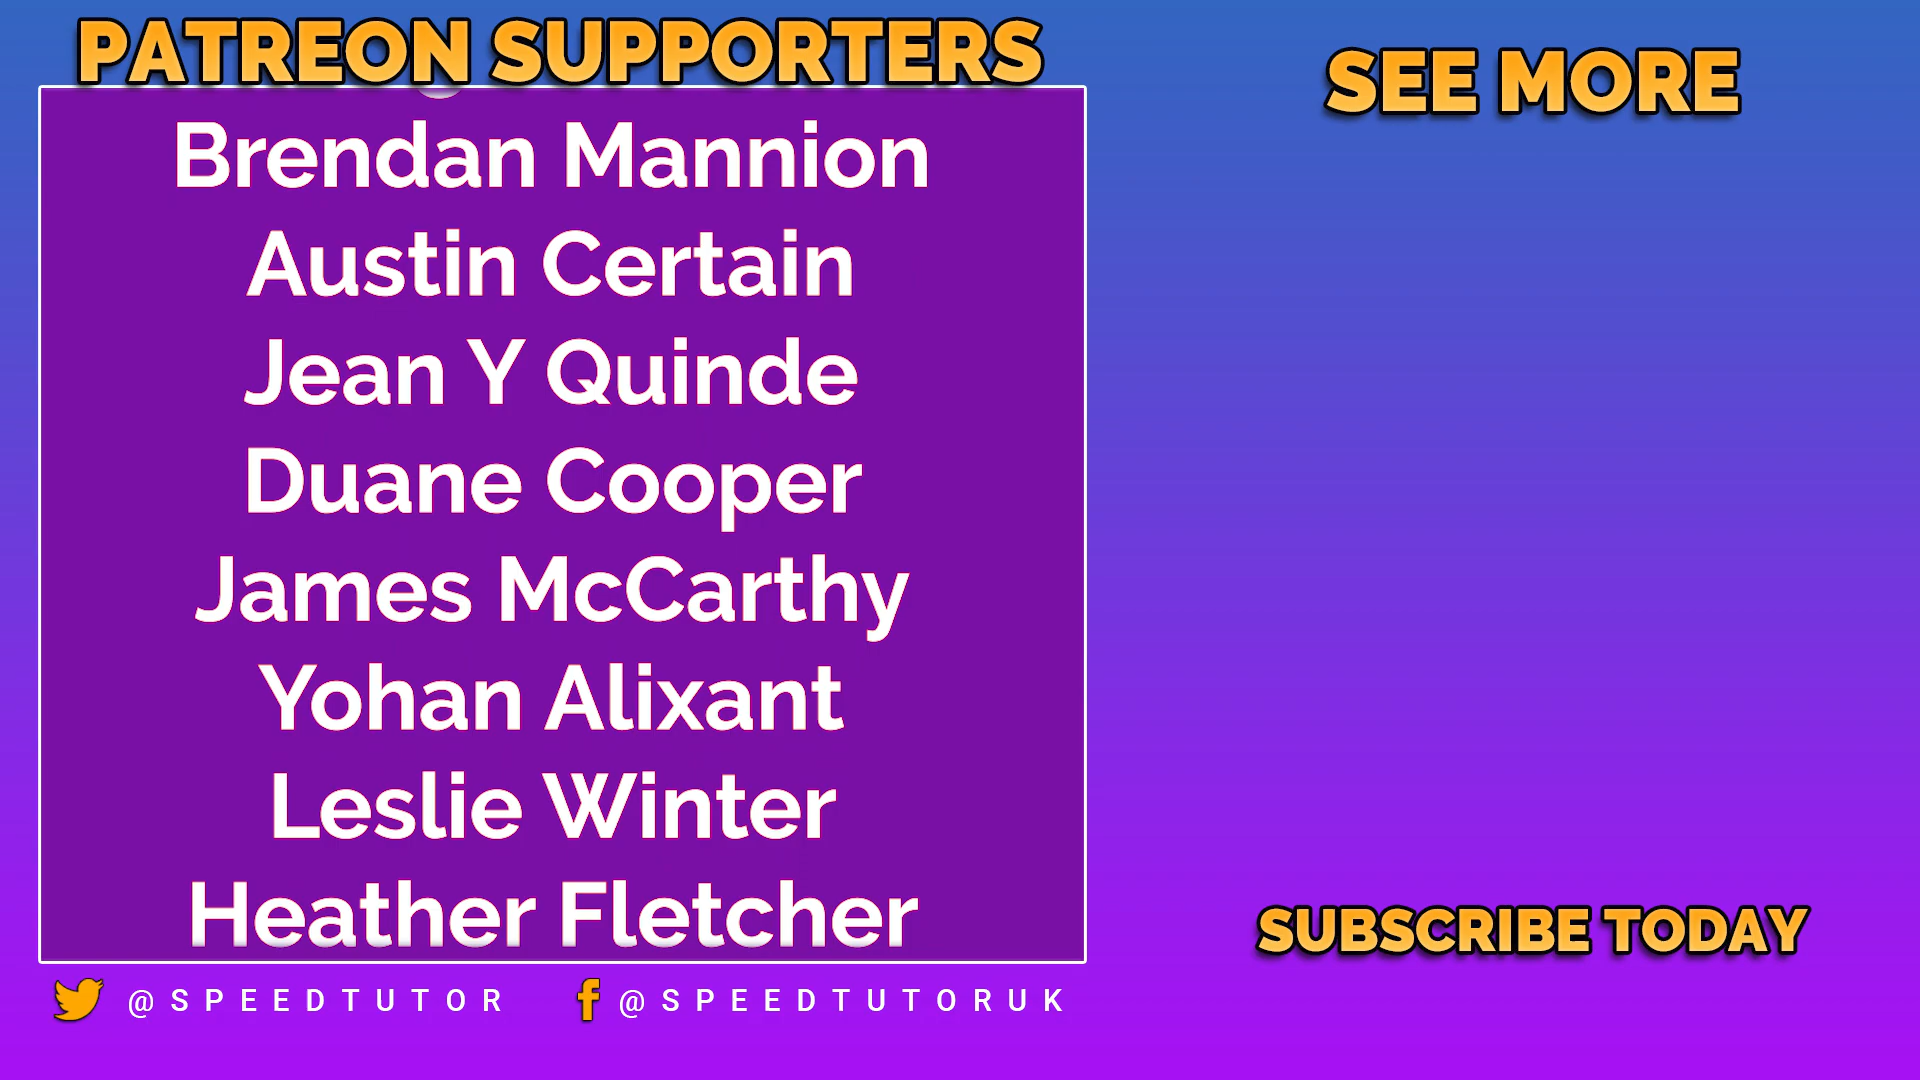 PATREON SUPPORTERS
Brendan Mannion
Austin Certain
Jean Y Quinde
Duane Cooper
James McCarthy
Yohan Alixant
Leslie Winter
Heather Fletcher
@SPEEDTUTOR
@SPEEDTUTORUK
SEE MORE
SUBSCRIBE TODAY